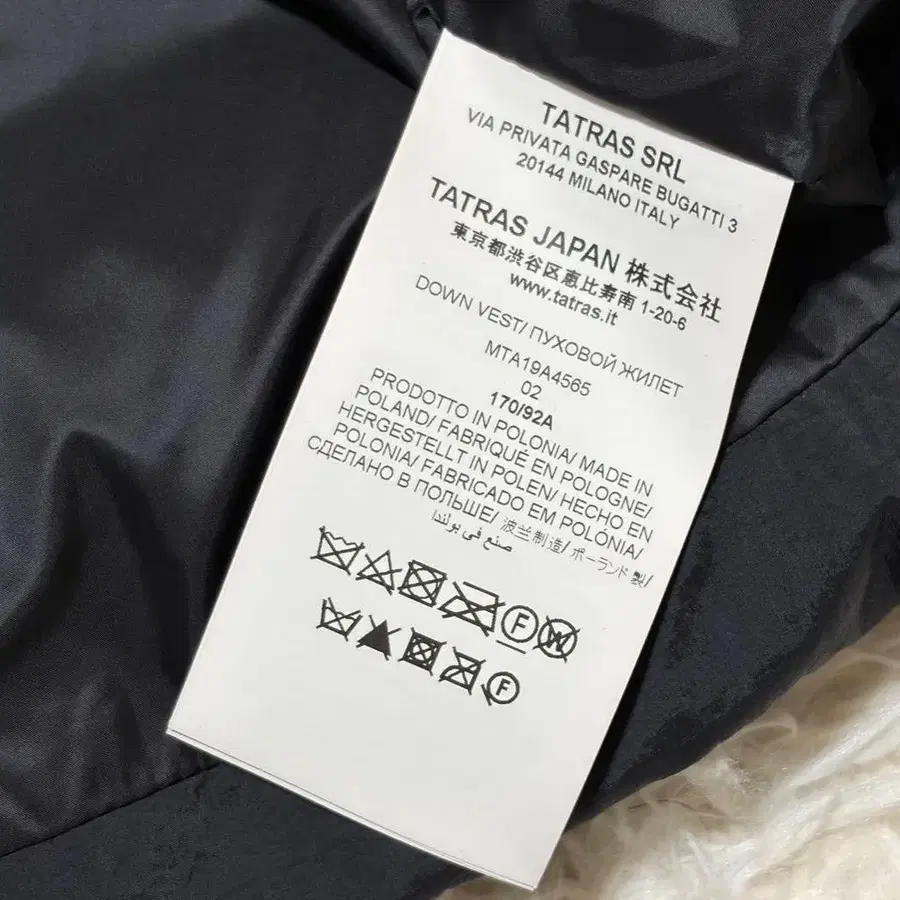 TATRAS SRL
VIA PRIVATA GASPARE BUGATTI 3
20144 MILANO ITALY
TATRAS JAPAN 株式会社
東京都渋谷区恵比寿南 1-20-6
www.tatras.it
DOWN VEST/ ПУХОВОЙ ЖИЛЕТ
MTA19A4565
02
170/92A
PRODOTTO IN POLONIA/ MADE IN
POLAND/ FABRIQUÉ EN POLOGNE/
HERGESTELLT IN POLEN/ HECHO EN
POLONIA/ FABRICADO EM POLÓNIA/
СДЕЛАНО В ПОЛЬШЕ/ 波兰制造/ ポーランド製/
صنع في بولندا
F W
F